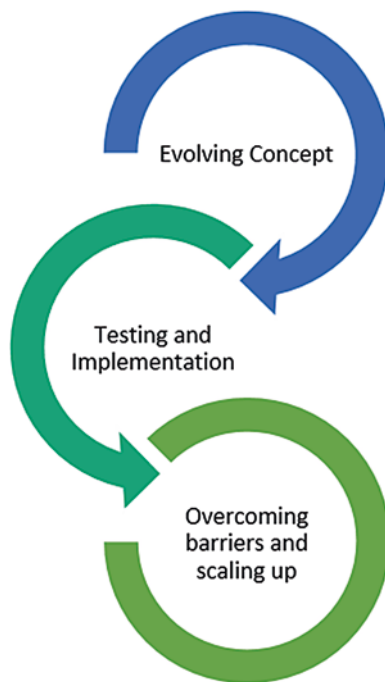 Evolving Concept
Testing and
Implementation
Overcoming
barriers and
scaling up